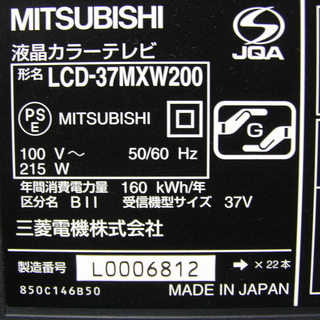 MITSUBISHI
JQA
液晶カラーテレビ
形名 LCD-37MXW200
PS E MITSUBISHI
G
100 V～ 50/60 Hz
215 W
年間消費電力量 160 kWh/年
区分名 BII 受信機型サイズ 37V
三菱電機株式会社
製造番号 L0006812 → ×22本
850C146B50 MADE IN JAPAN